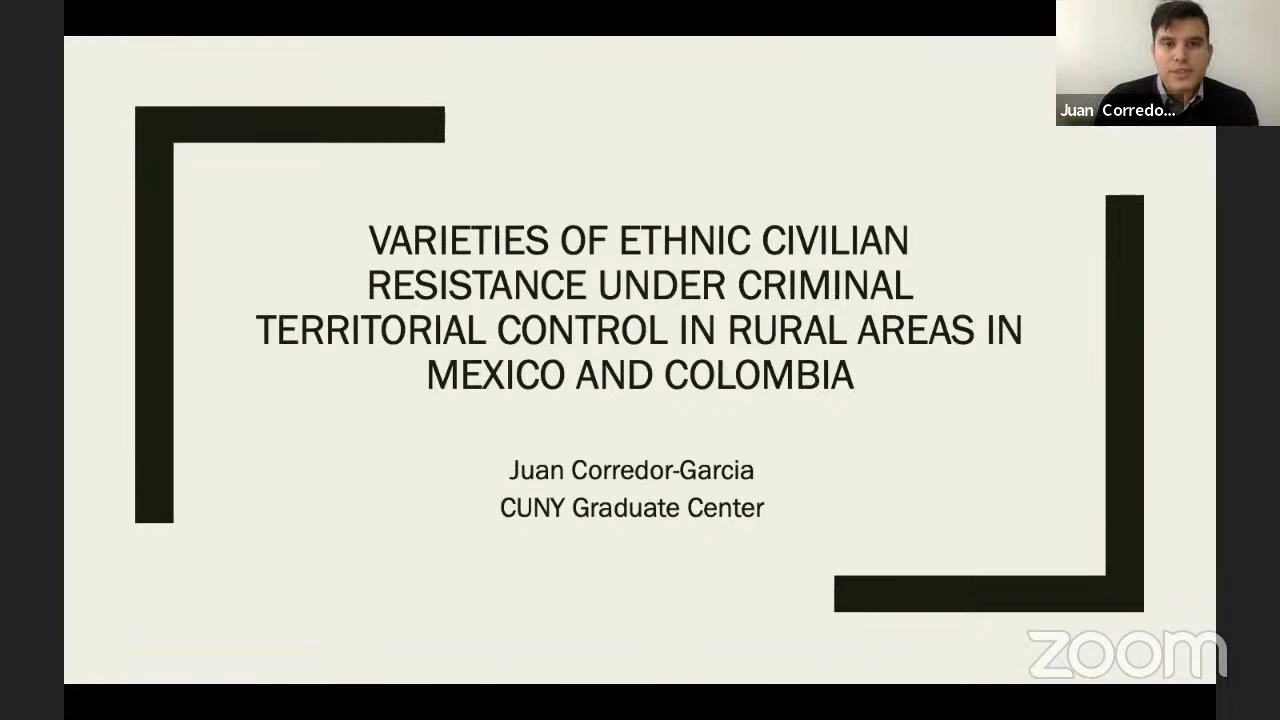 Juan Corredo...
VARIETIES OF ETHNIC CIVILIAN
RESISTANCE UNDER CRIMINAL
TERRITORIAL CONTROL IN RURAL AREAS IN
MEXICO AND COLOMBIA
Juan Corredor-Garcia
CUNY Graduate Center
zoom